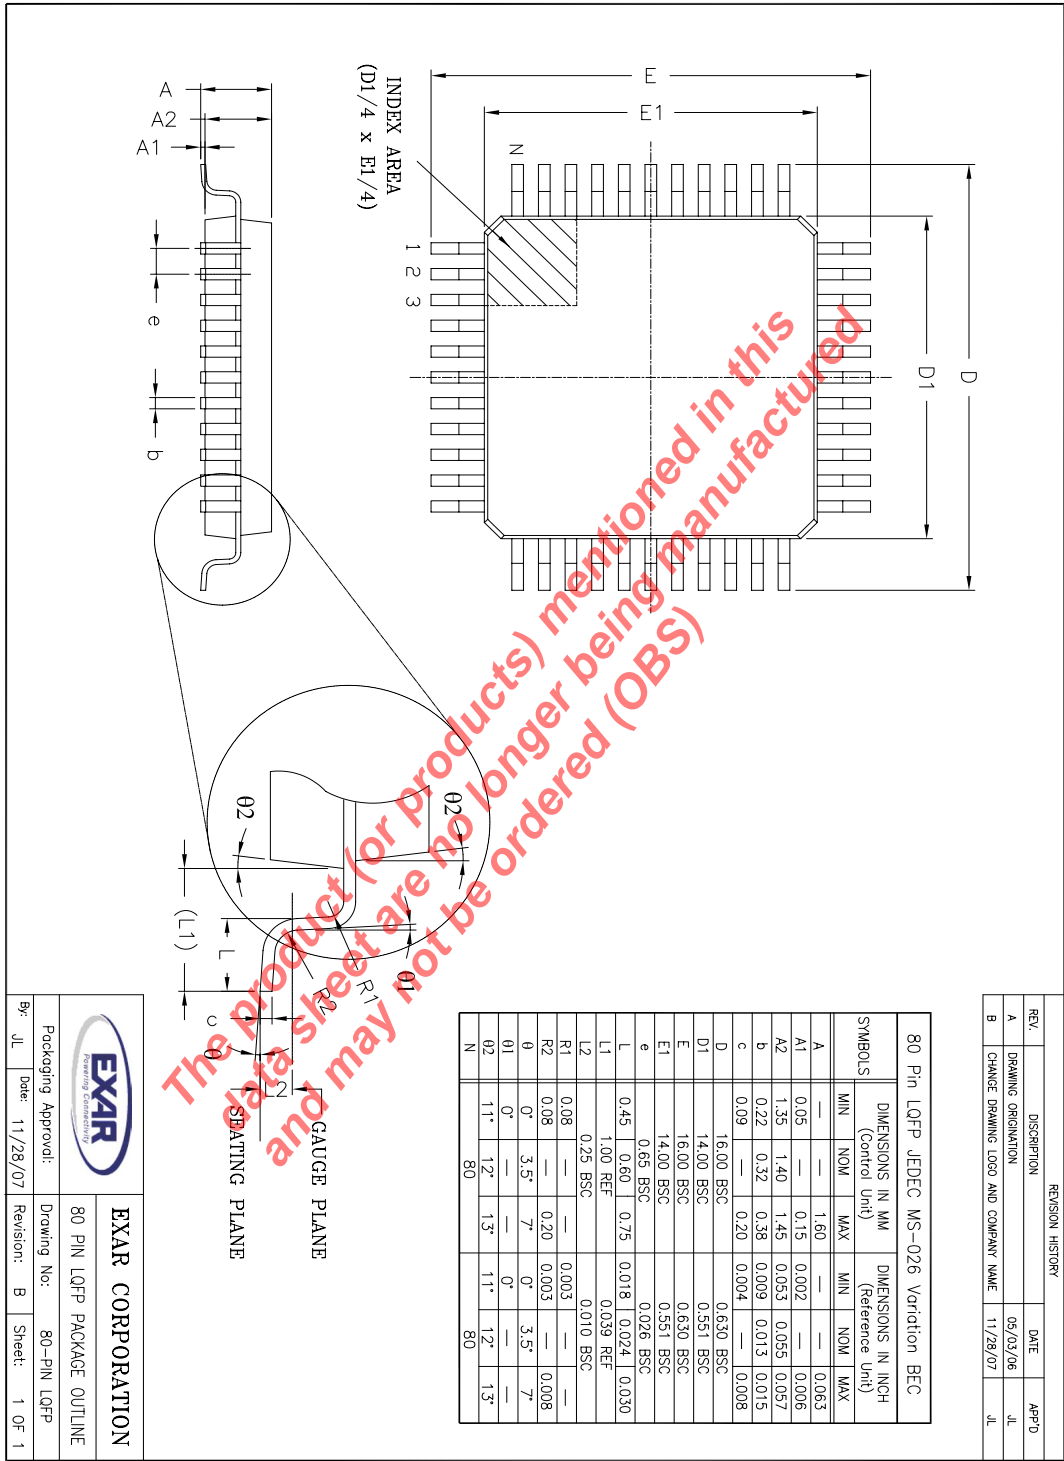 REVISION HISTORY
REV. DISCRIPTION DATE APP'D
A DRAWING ORIGINATION 05/03/06 JL
B CHANGE DRAWING LOGO AND COMPANY NAME 11/28/07 JL
E
E1
D
D1
N
1
2
3
INDEX AREA
(D1/4 x E1/4)
A
A2
A1
e
b
θ2
θ2
θ1
R1
R2
(L1)
L
c
θ
L2
GAUGE PLANE
SEATING PLANE
80 Pin LQFP JEDEC MS-026 Variation BEC
SYMBOLS DIMENSIONS IN MM DIMENSIONS IN INCH
(Control Unit) (Reference Unit)
MIN NOM MAX MIN NOM MAX
A — — 1.60 — — 0.063
A1 0.05 — 0.15 0.002 — 0.006
A2 1.35 1.40 1.45 0.053 0.055 0.057
b 0.22 0.32 0.38 0.009 0.013 0.015
c 0.09 — 0.20 0.004 — 0.008
D 16.00 BSC 0.630 BSC
D1 14.00 BSC 0.551 BSC
E 16.00 BSC 0.630 BSC
E1 14.00 BSC 0.551 BSC
e 0.65 BSC 0.026 BSC
L 0.45 0.60 0.75 0.018 0.024 0.030
L1 1.00 REF 0.039 REF
L2 0.25 BSC 0.010 BSC
R1 0.08 — — 0.003 — —
R2 0.08 — 0.20 0.003 — 0.008
θ 0° 3.5° 7° 0° 3.5° 7°
θ1 0° — — 0° — —
θ2 11° 12° 13° 11° 12° 13°
N 80 80
EXAR
Powering Connectivity
EXAR CORPORATION
80 PIN LQFP PACKAGE OUTLINE
Packaging Approval: Drawing No: 80-PIN LQFP
By: JL Date: 11/28/07 Revision: B Sheet: 1 OF 1
The product (or products) mentioned in this
data sheet are no longer being manufactured
and may not be ordered (OBS)